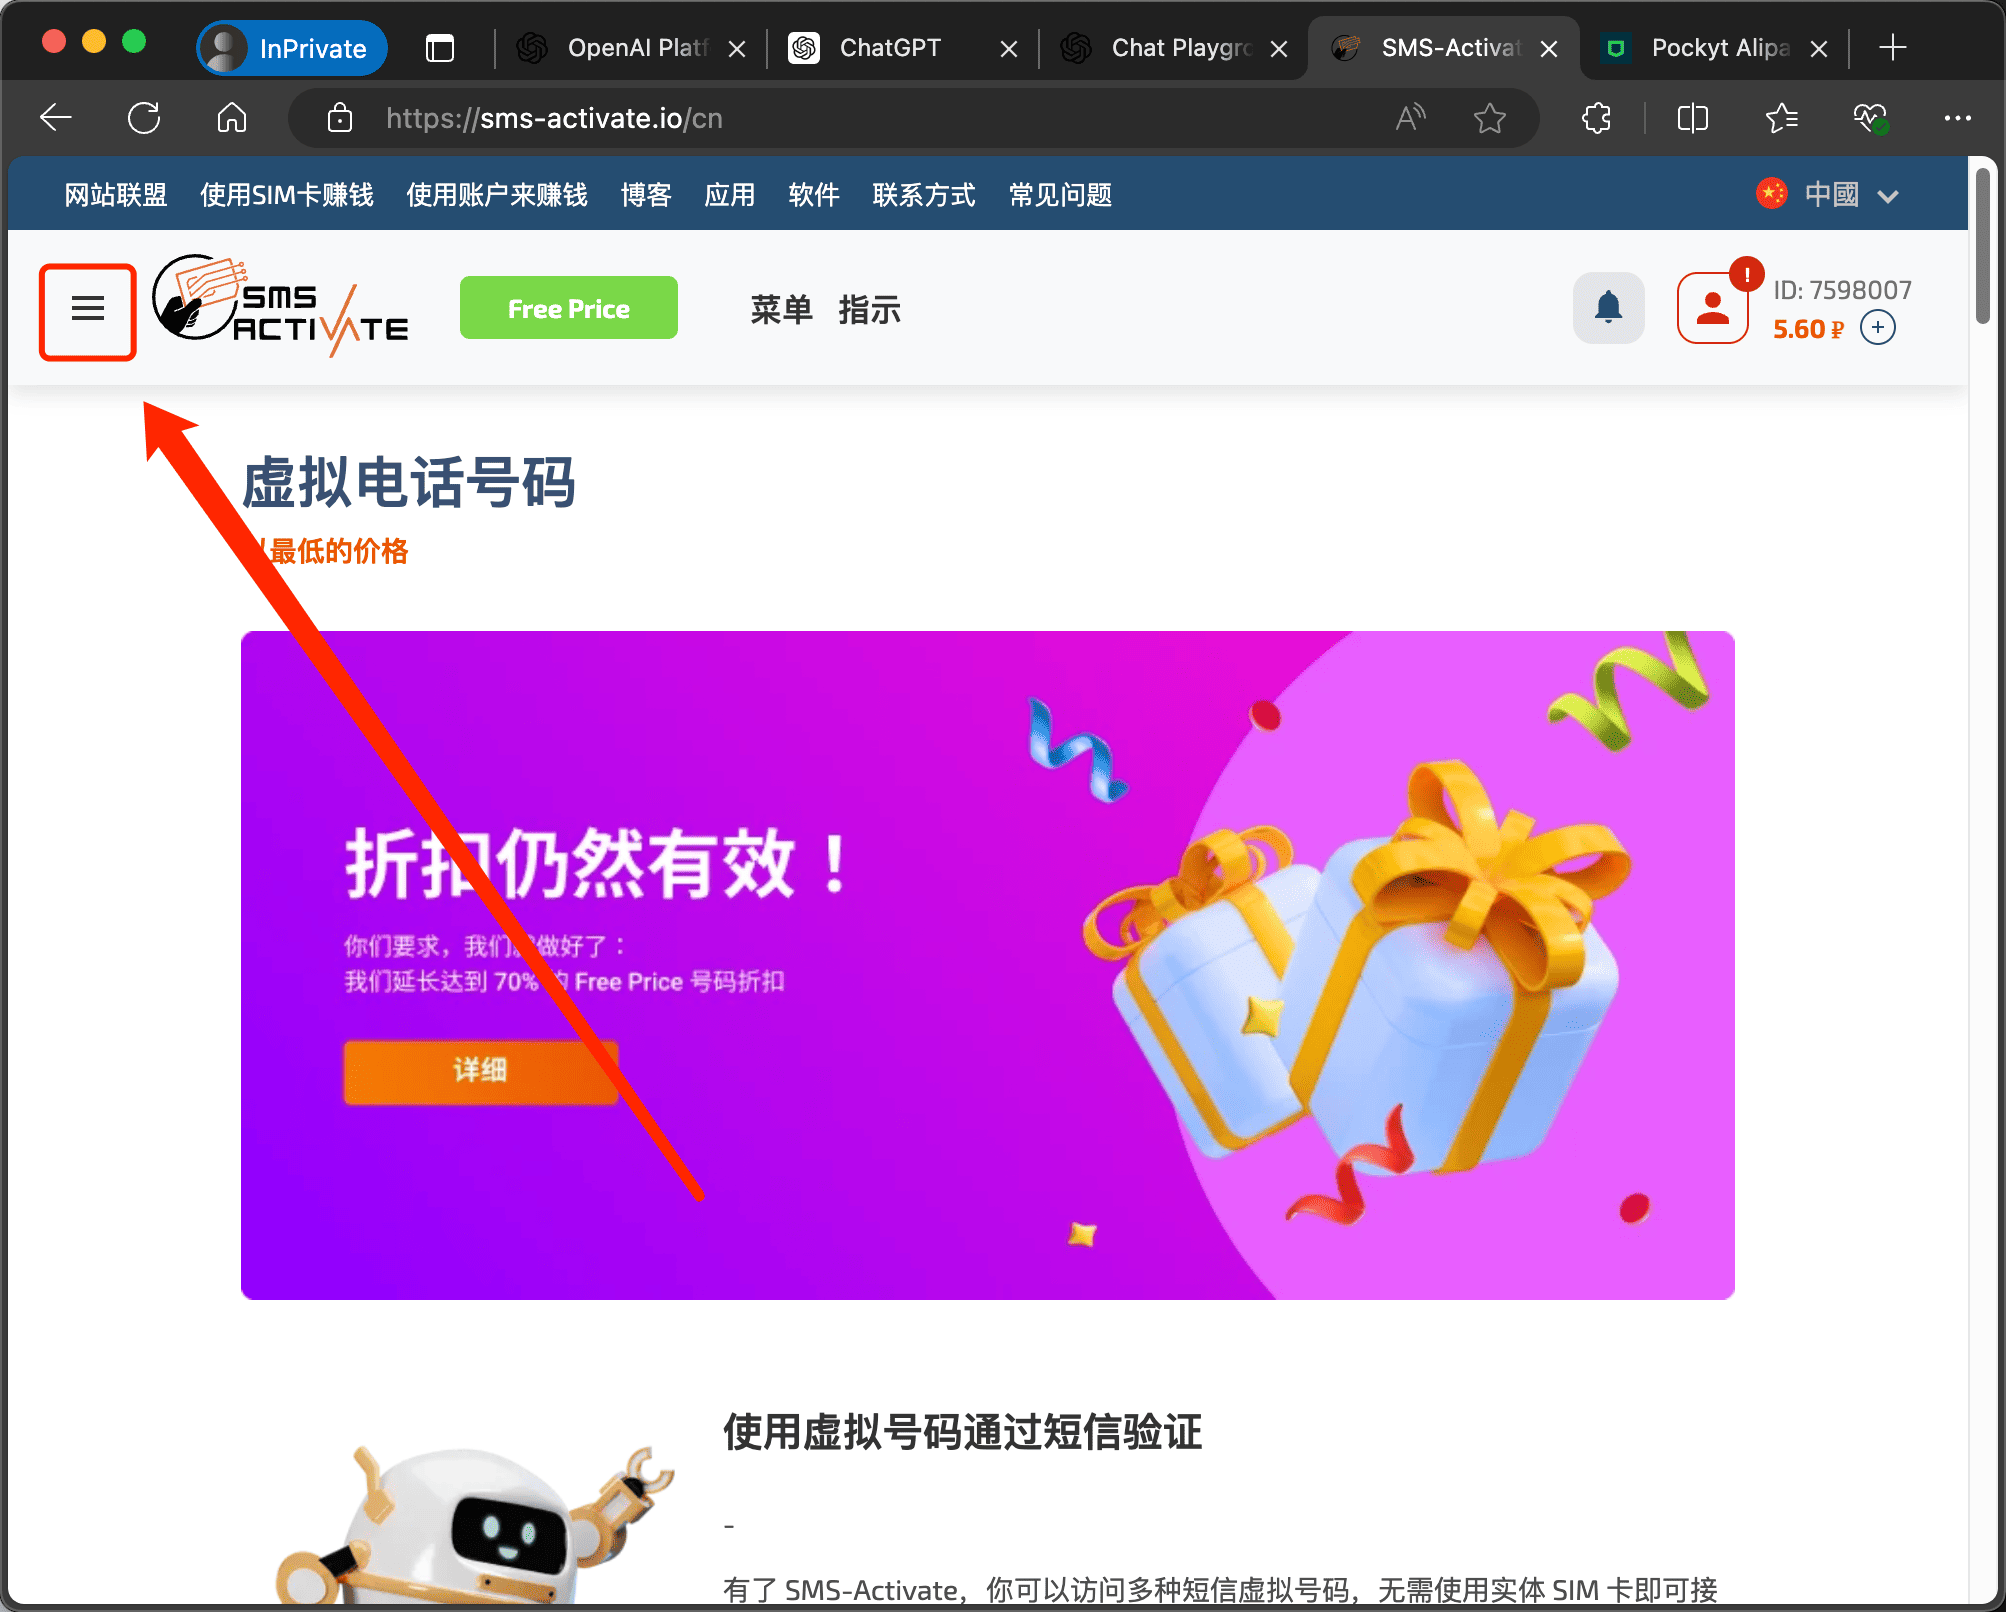 InPrivate
OpenAI Platf
ChatGPT
Chat Playgro
SMS-Activat
Pockyt Alipa
https://sms-activate.io/cn
网站联盟 使用SIM卡赚钱 使用账户来赚钱 博客 应用 软件 联系方式 常见问题 中國
SMS ACTIVATE
Free Price
菜单 指示
!
ID: 7598007
5.60 ₽
虚拟电话号码
最低的价格
折扣仍然有效！
你们要求，我们做好了：
我们延长达到 70% Free Price 号码折扣
详细
使用虚拟号码通过短信验证
-
有了 SMS-Activate，你可以访问多种短信虚拟号码，无需使用实体 SIM 卡即可接